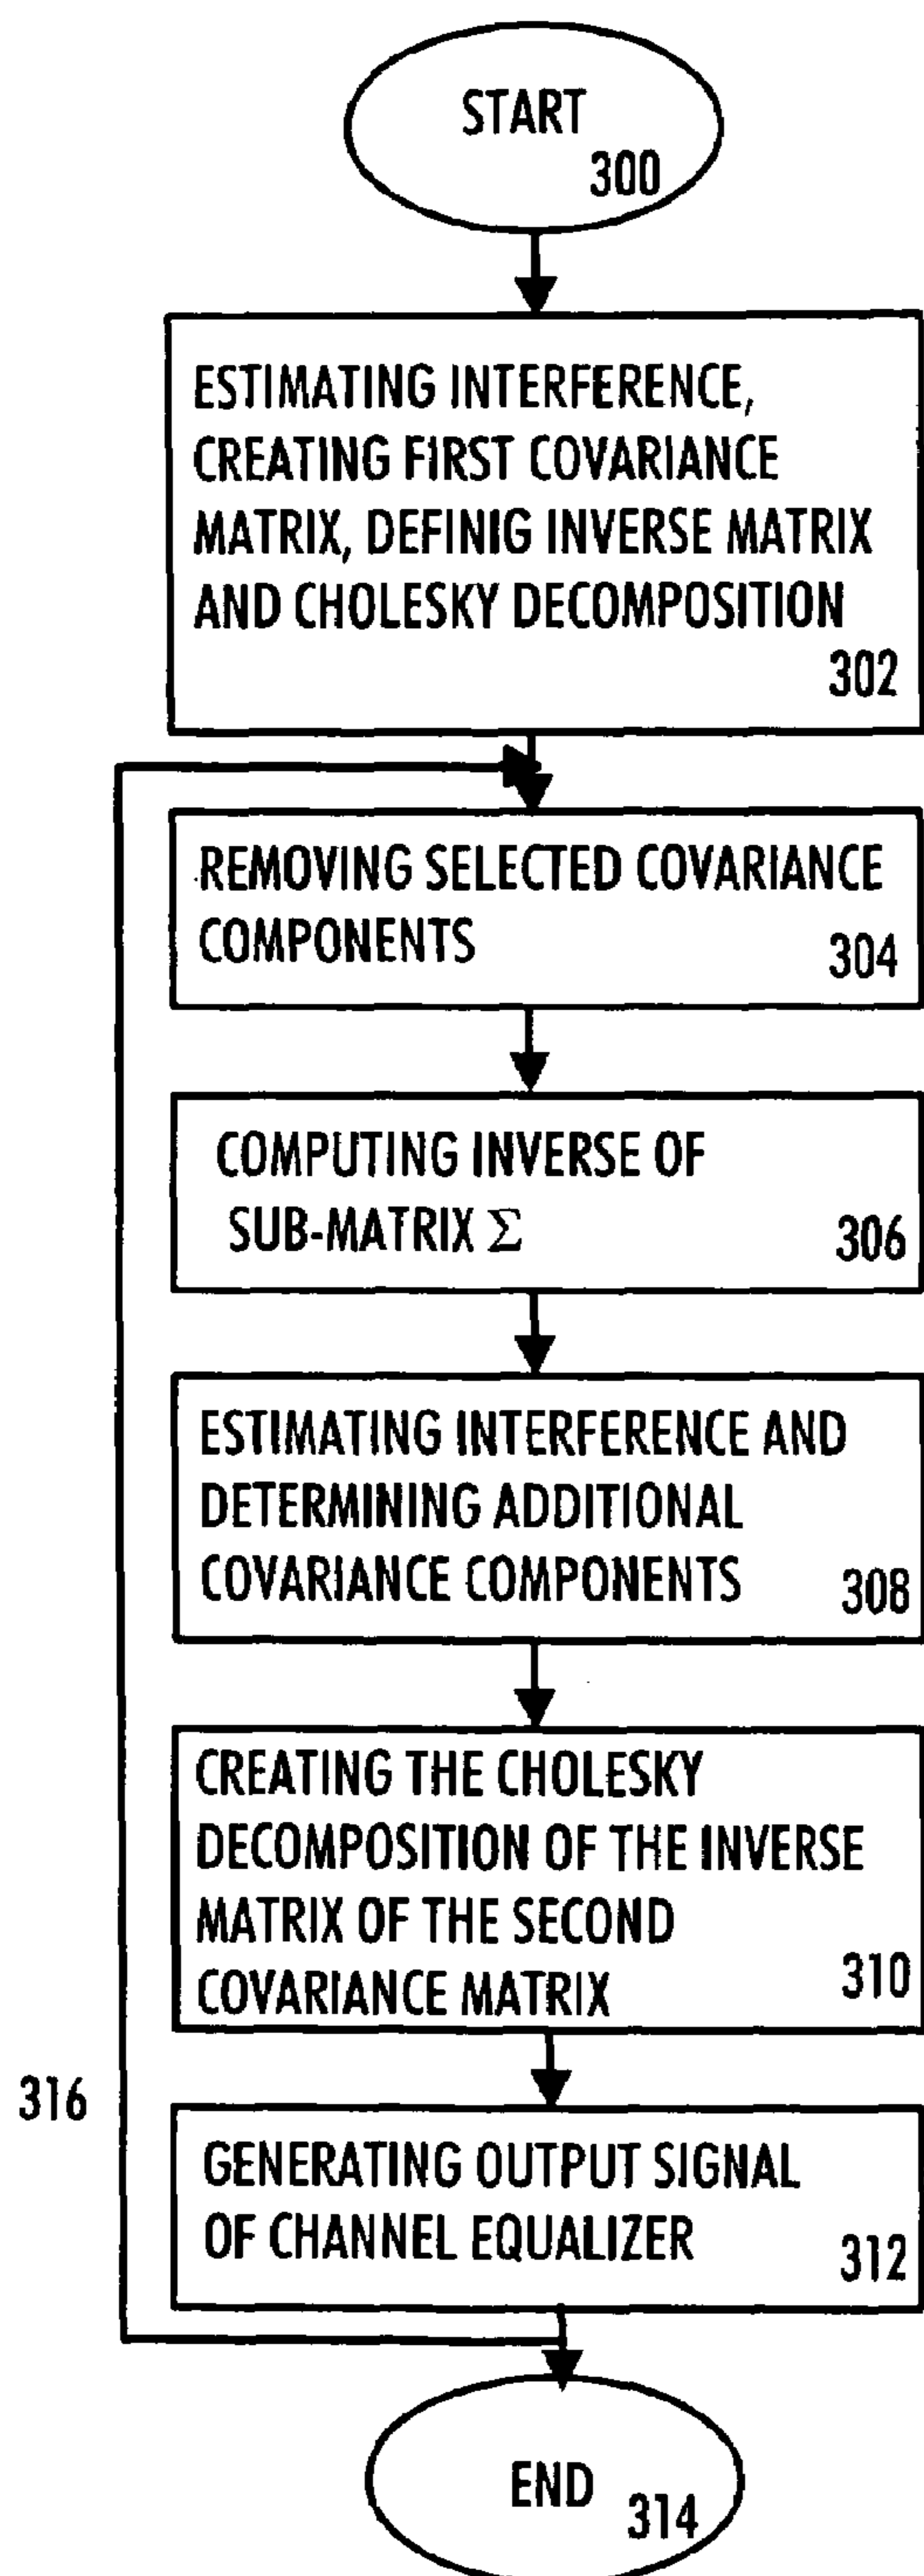 START
300
ESTIMATING INTERFERENCE,
CREATING FIRST COVARIANCE
MATRIX, DEFINIG INVERSE MATRIX
AND CHOLESKY DECOMPOSITION
302
REMOVING SELECTED COVARIANCE
COMPONENTS 304
COMPUTING INVERSE OF
SUB-MATRIX Σ 306
ESTIMATING INTERFERENCE AND
DETERMINING ADDITIONAL
COVARIANCE COMPONENTS 308
CREATING THE CHOLESKY
DECOMPOSITION OF THE INVERSE
MATRIX OF THE SECOND
COVARIANCE MATRIX 310
316
GENERATING OUTPUT SIGNAL
OF CHANNEL EQUALIZER 312
END 314